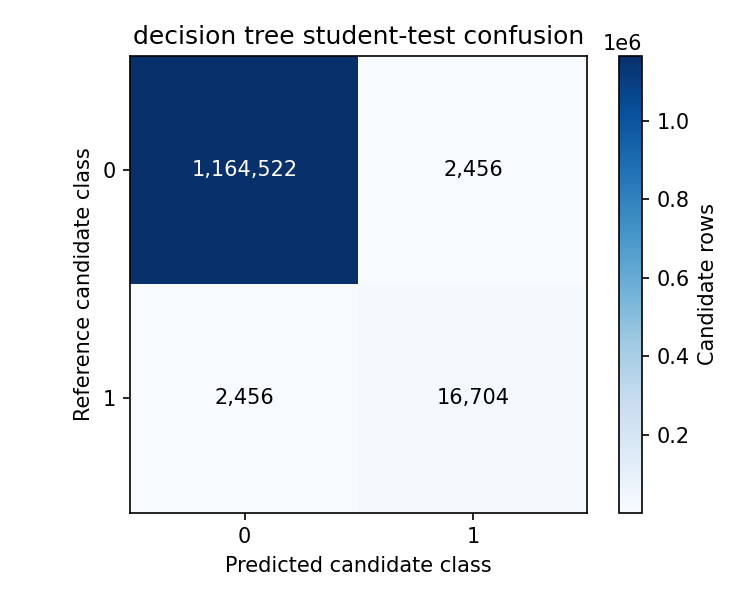 decision tree student-test confusion
1e6
0
1,164,522
2,456
1
2,456
16,704
0
1
Predicted candidate class
Reference candidate class
1.0
0.8
0.6
0.4
0.2
Candidate rows